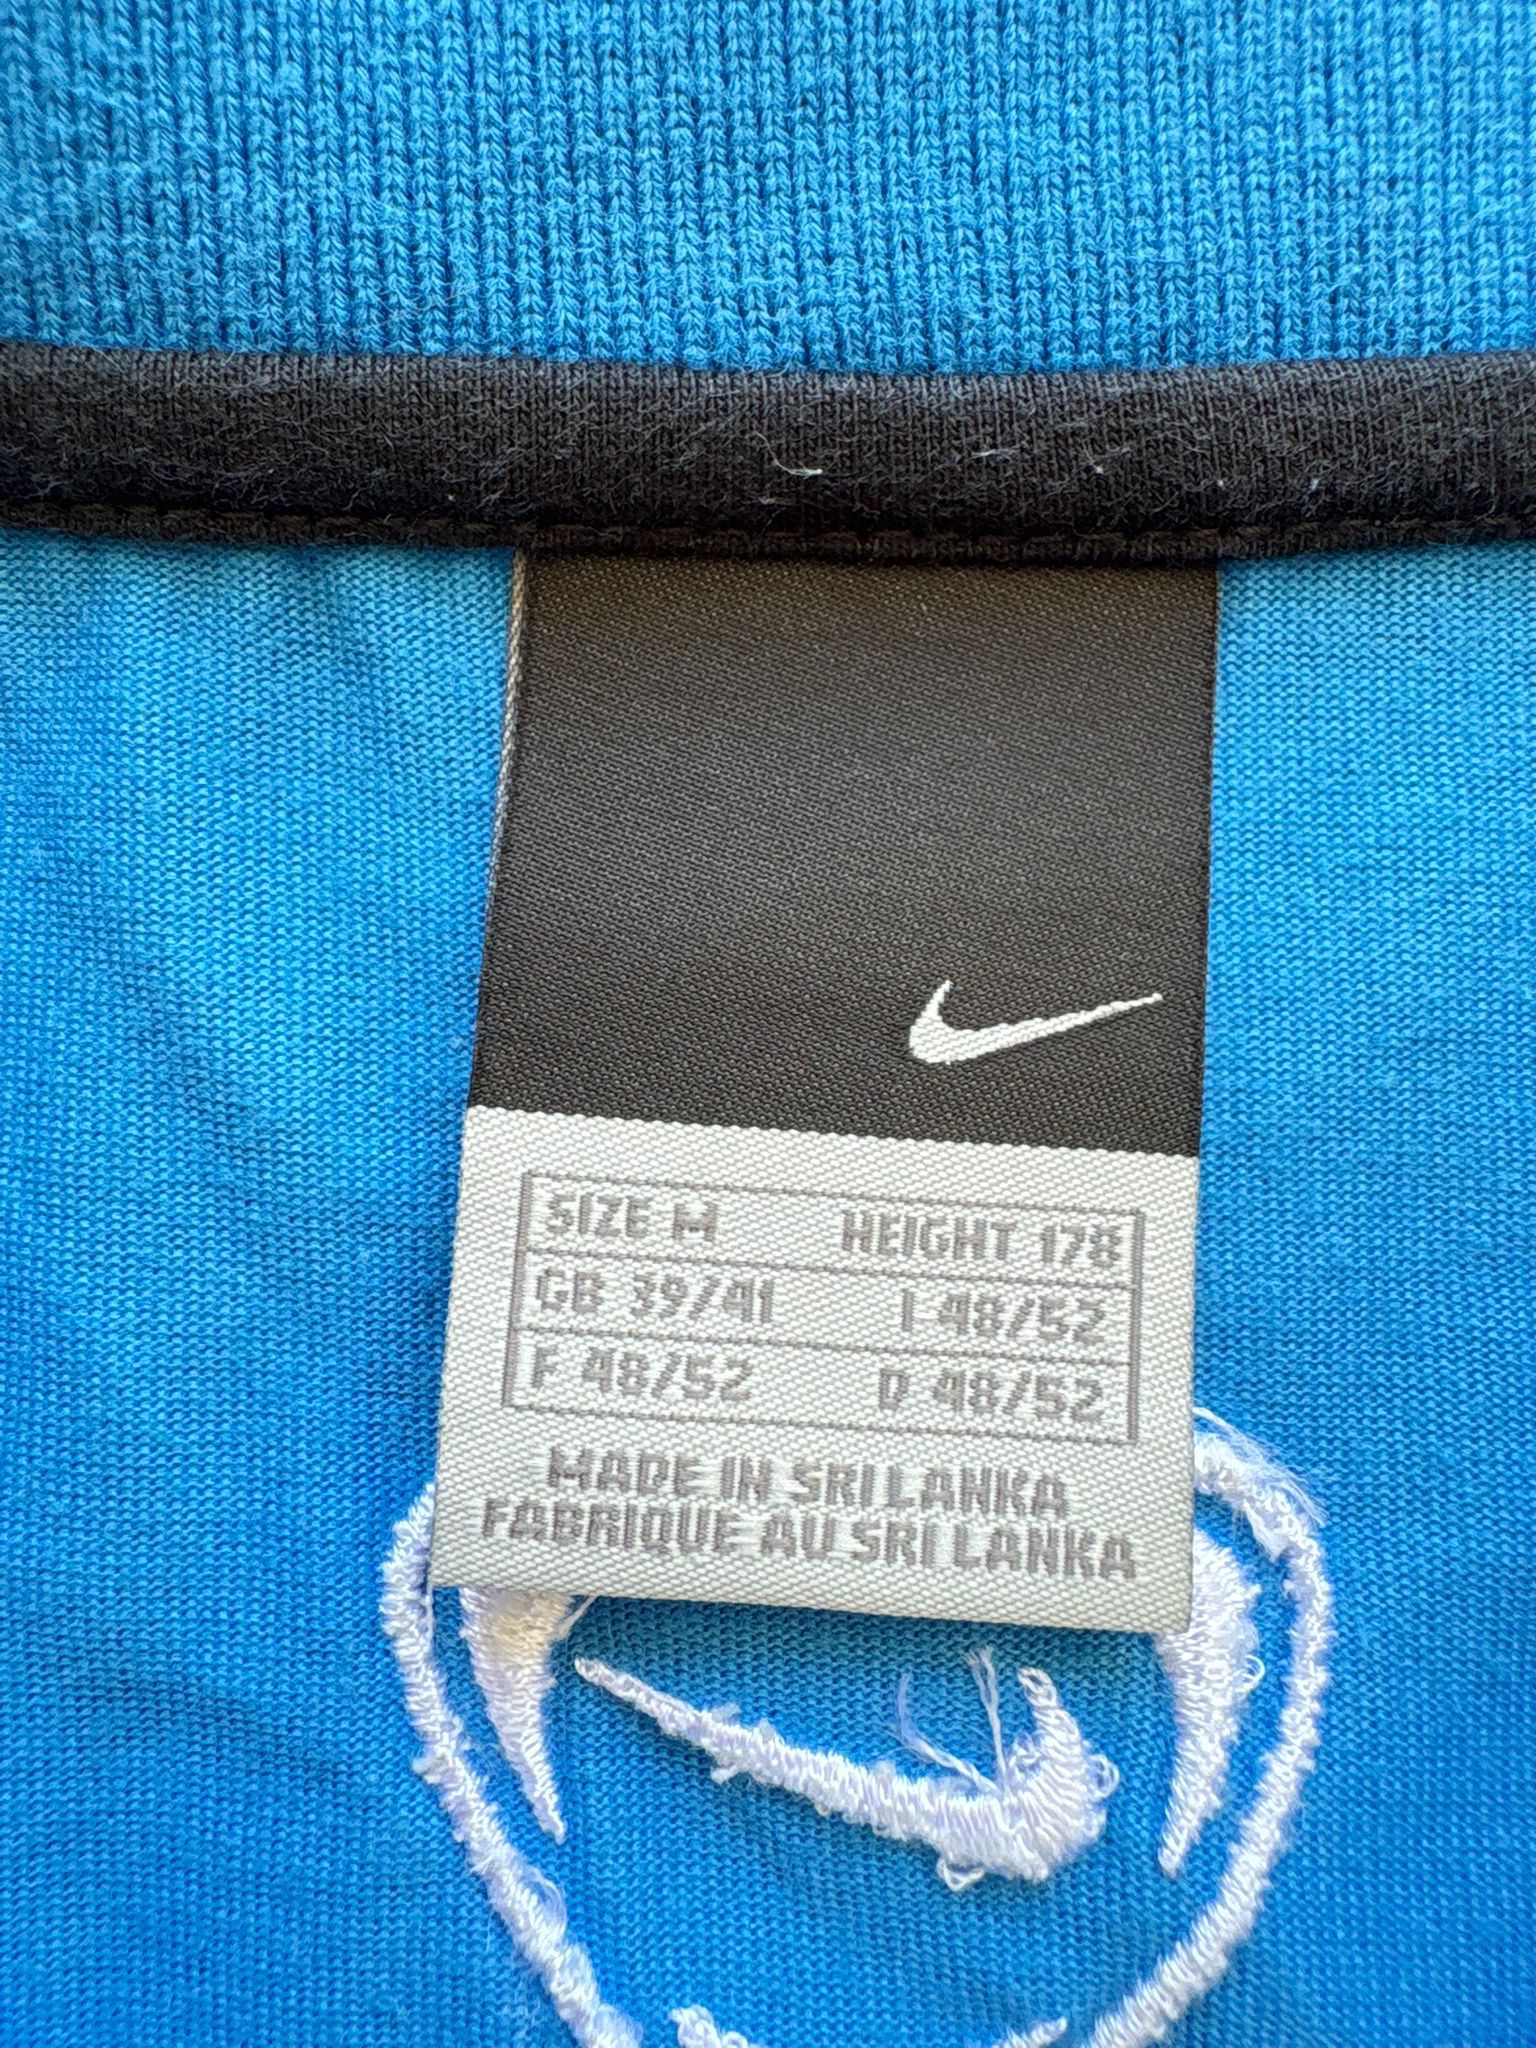 SIZE M HEIGHT 178
GB 39/41 I 48/52
F 48/52 D 48/52
MADE IN SRI LANKA
FABRIQUE AU SRI LANKA